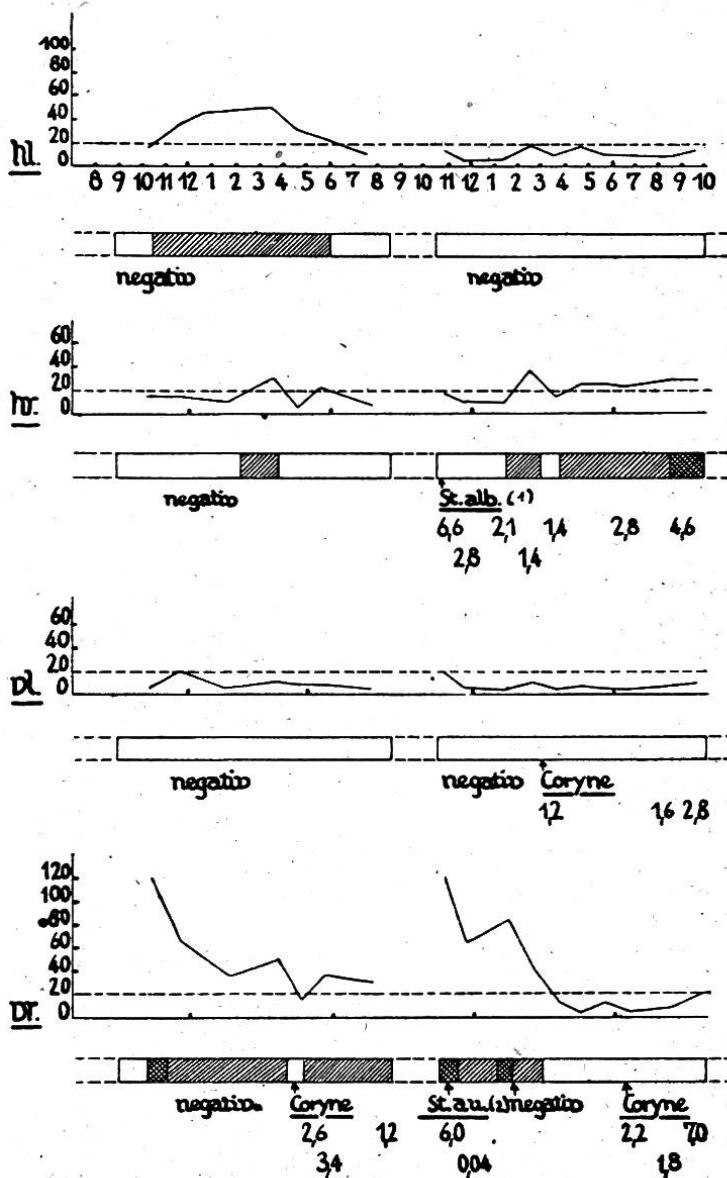 100
80
60
40
20
0
hl.
8 9 10 11 12 1 2 3 4 5 6 7 8 9 10 11 12 1 2 3 4 5 6 7 8 9 10
negativ negativ
60
40
20
0
hr.
negativ St.alb. (1)
6,6 2,1 1,4 2,8 4,6
2,8 1,4
60
40
20
0
vl.
negativ negativ Coryne
1,2 1,6 2,8
120
100
80
60
40
20
0
vr.
negativ. Coryne St.au.(2) negativ Coryne
2,6 1,2 6,0 2,2 7,0
3,4 0,04 1,8